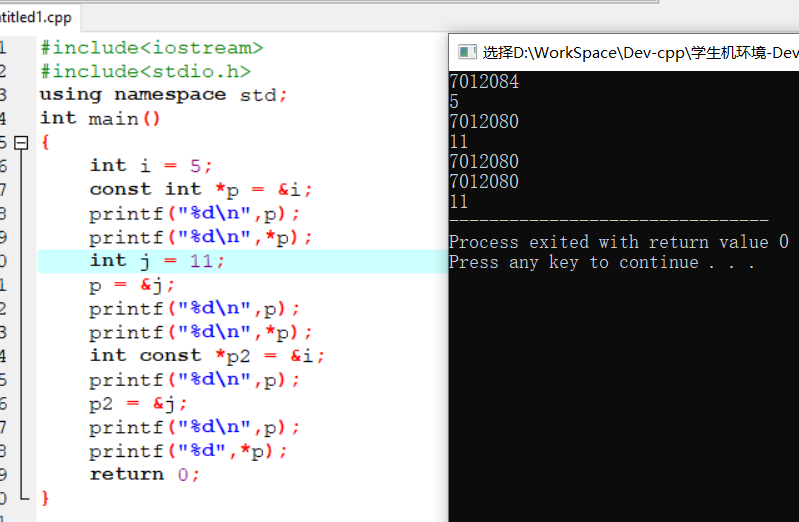 ntitled1.cpp
1 #include<iostream>
2 #include<stdio.h>
3 using namespace std;
4 int main()
5 {
6 int i = 5;
7 const int *p = &i;
8 printf("%d\n",p);
9 printf("%d\n",*p);
0 int j = 11;
1 p = &j;
2 printf("%d\n",p);
3 printf("%d\n",*p);
4 int const *p2 = &i;
5 printf("%d\n",p);
6 p2 = &j;
7 printf("%d\n",p);
8 printf("%d",*p);
9 return 0;
0 }
选择D:\WorkSpace\Dev-cpp\学生机环境-Dev
7012084
5
7012080
11
7012080
7012080
11
--------------------------------
Process exited with return value 0
Press any key to continue . . .